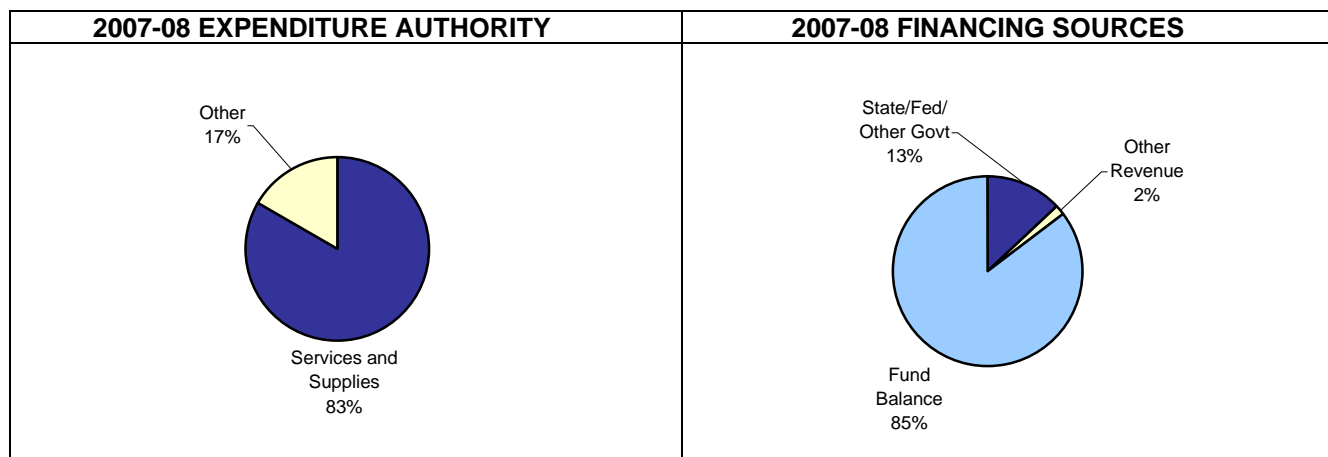 2007-08 EXPENDITURE AUTHORITY
Other
17%
Services and
Supplies
83%
2007-08 FINANCING SOURCES
State/Fed/
Other Govt
13%
Other
Revenue
2%
Fund
Balance
85%